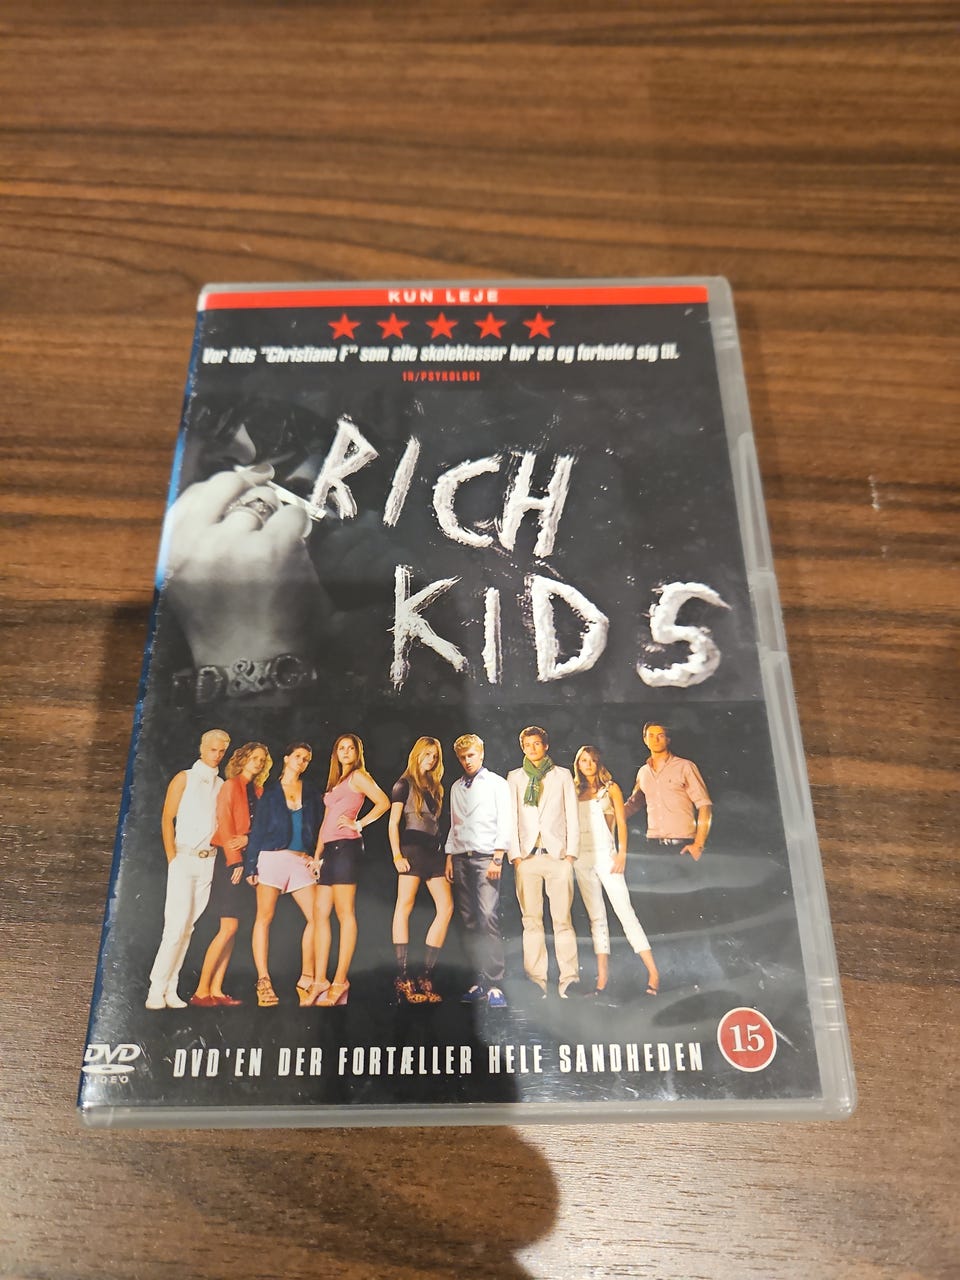 KUN LEJE
Vor tids "Christiane F" som alle skoleklasser bør se og forholde sig til.
IN/PSYKOLOGI
RICH
KIDS
D&G
DVD
VIDEO
DVD'EN DER FORTÆLLER HELE SANDHEDEN
15